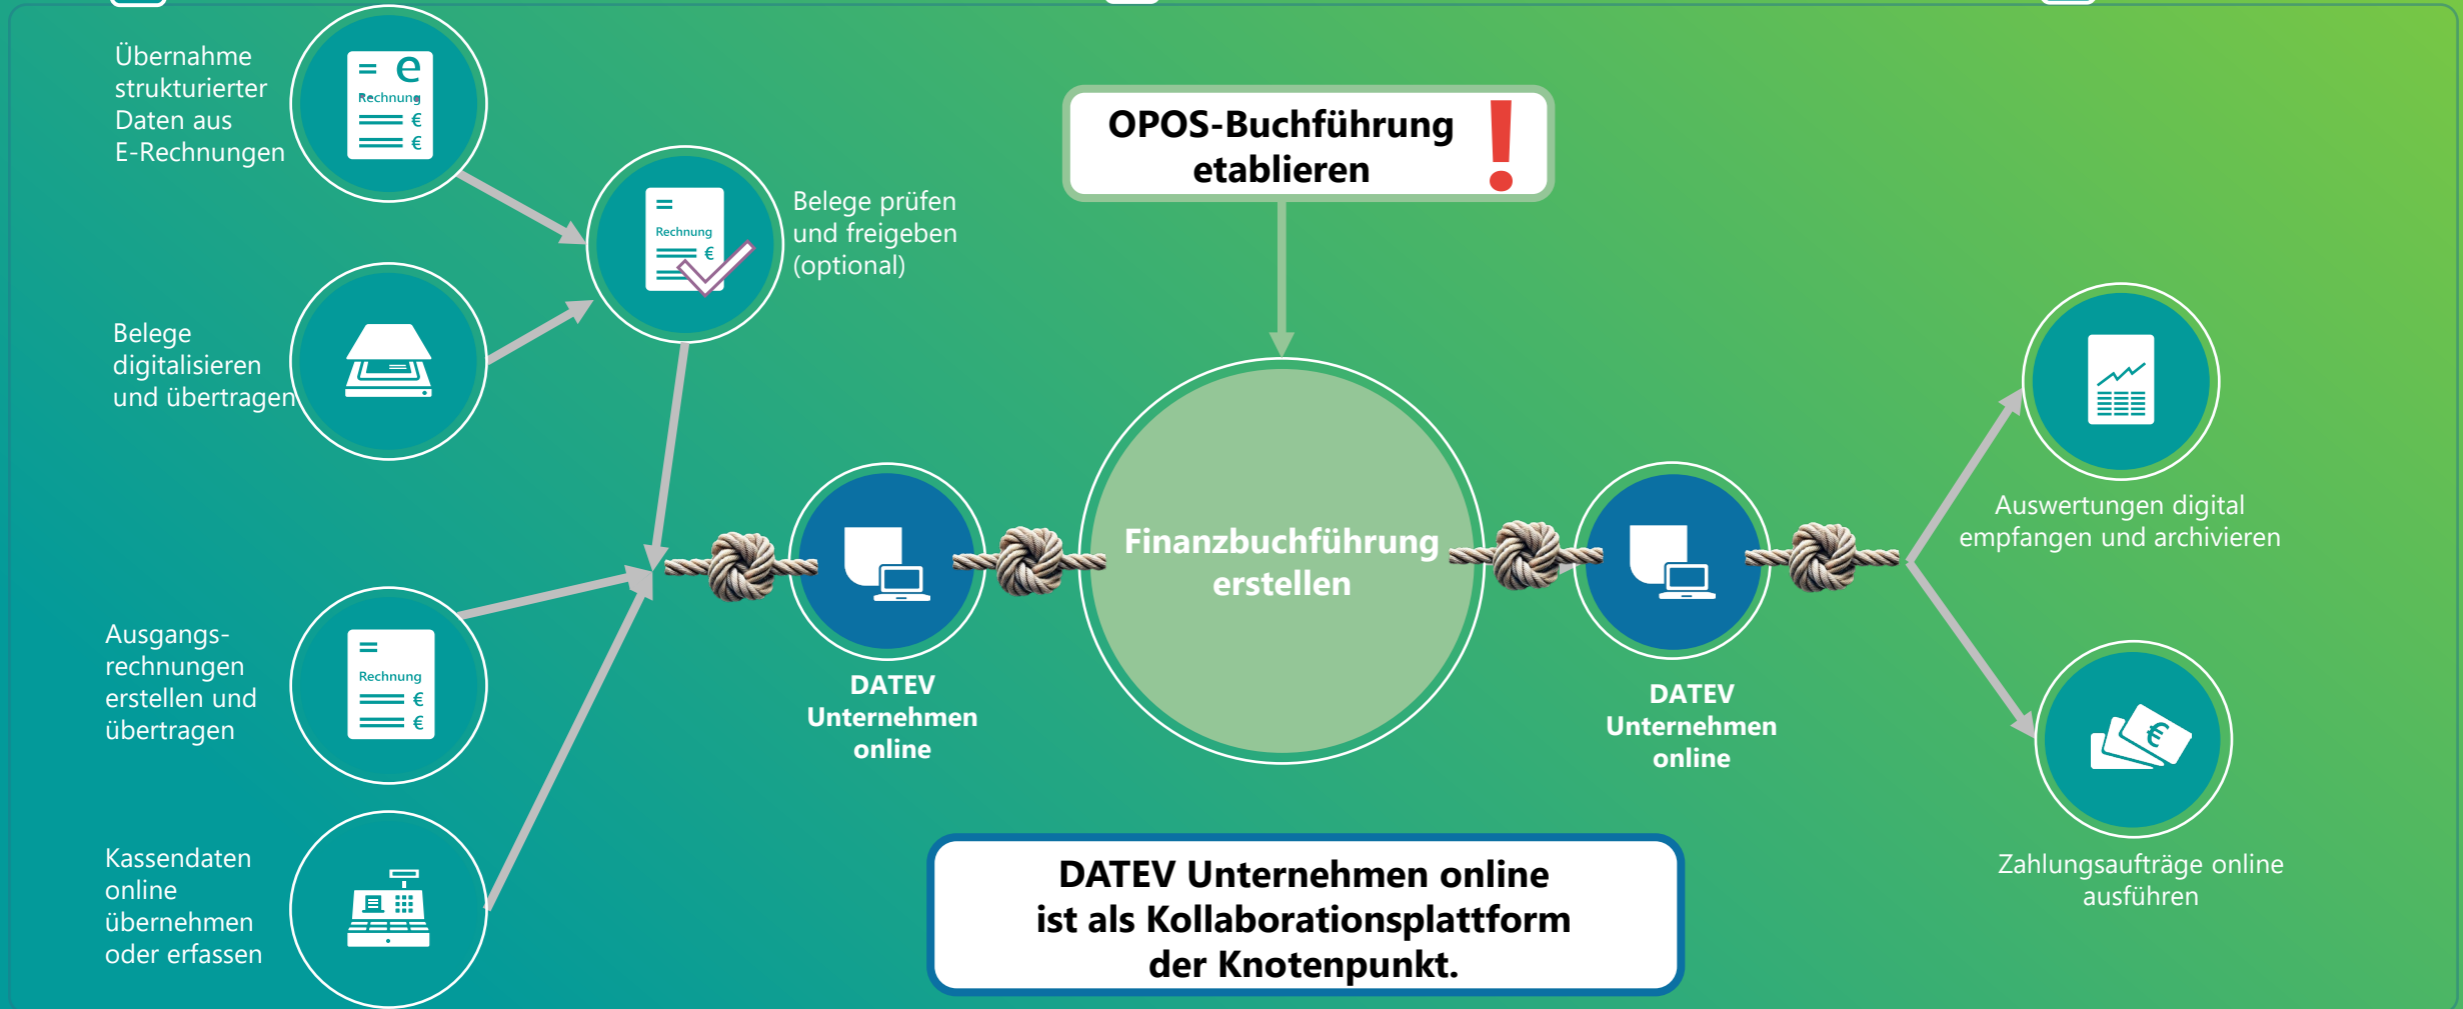 Übernahme
strukturierter
Daten aus
E-Rechnungen
= e
Rechnung
€
€
Belege
digitalisieren
und übertragen
Rechnung
€
Belege prüfen
und freigeben
(optional)
Ausgangs-
rechnungen
erstellen und
übertragen
Rechnung
€
€
Kassendaten
online
übernehmen
oder erfassen
DATEV
Unternehmen
online
OPOS-Buchführung
etablieren
!
Finanzbuchführung
erstellen
DATEV
Unternehmen
online
Auswertungen digital
empfangen und archivieren
€
Zahlungsaufträge online
ausführen
DATEV Unternehmen online
ist als Kollaborationsplattform
der Knotenpunkt.